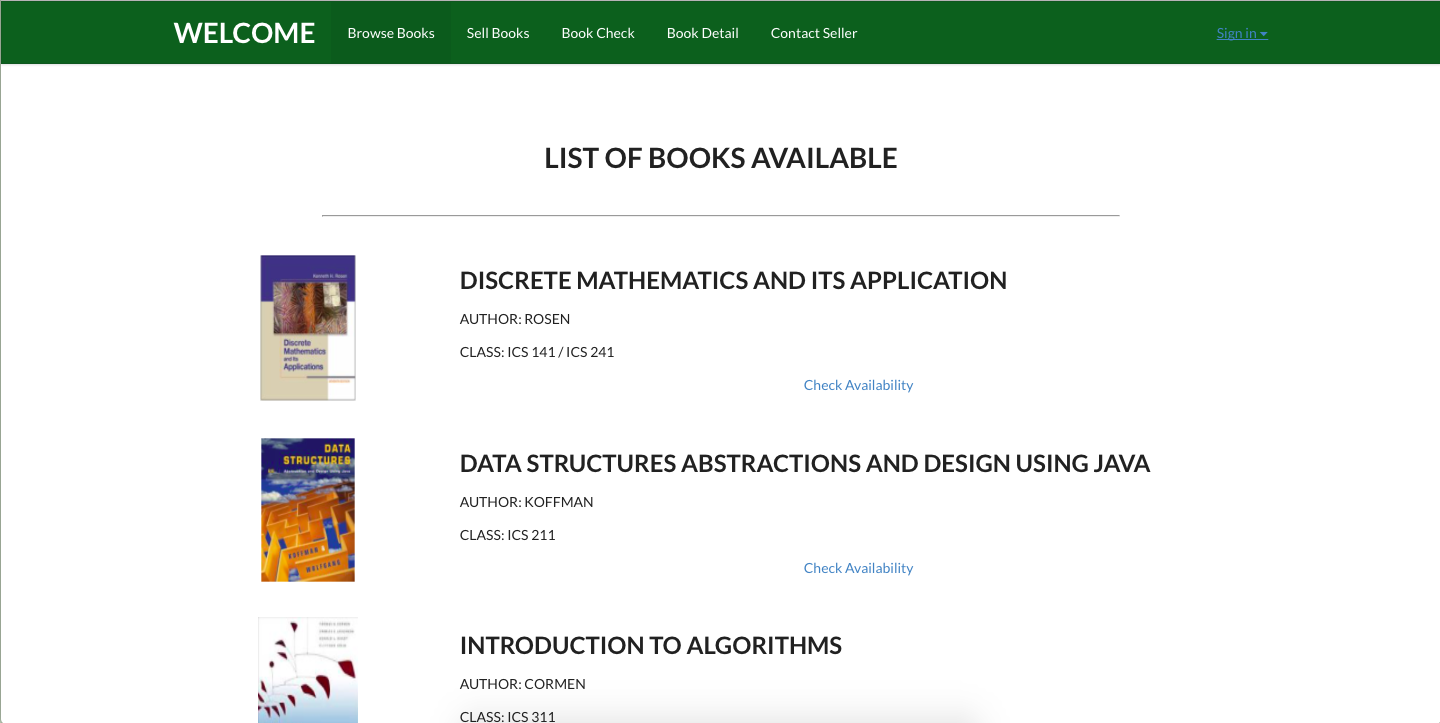 WELCOME
Browse Books
Sell Books
Book Check
Book Detail
Contact Seller
Sign in
LIST OF BOOKS AVAILABLE
Kenneth H. Rosen
Discrete
Mathematics
and Its
Applications
DISCRETE MATHEMATICS AND ITS APPLICATION
AUTHOR: ROSEN
CLASS: ICS 141 / ICS 241
Check Availability
DATA
STRUCTURES
KOFFMAN
WOLFGANG
DATA STRUCTURES ABSTRACTIONS AND DESIGN USING JAVA
AUTHOR: KOFFMAN
CLASS: ICS 211
Check Availability
INTRODUCTION TO ALGORITHMS
AUTHOR: CORMEN
CLASS: ICS 311